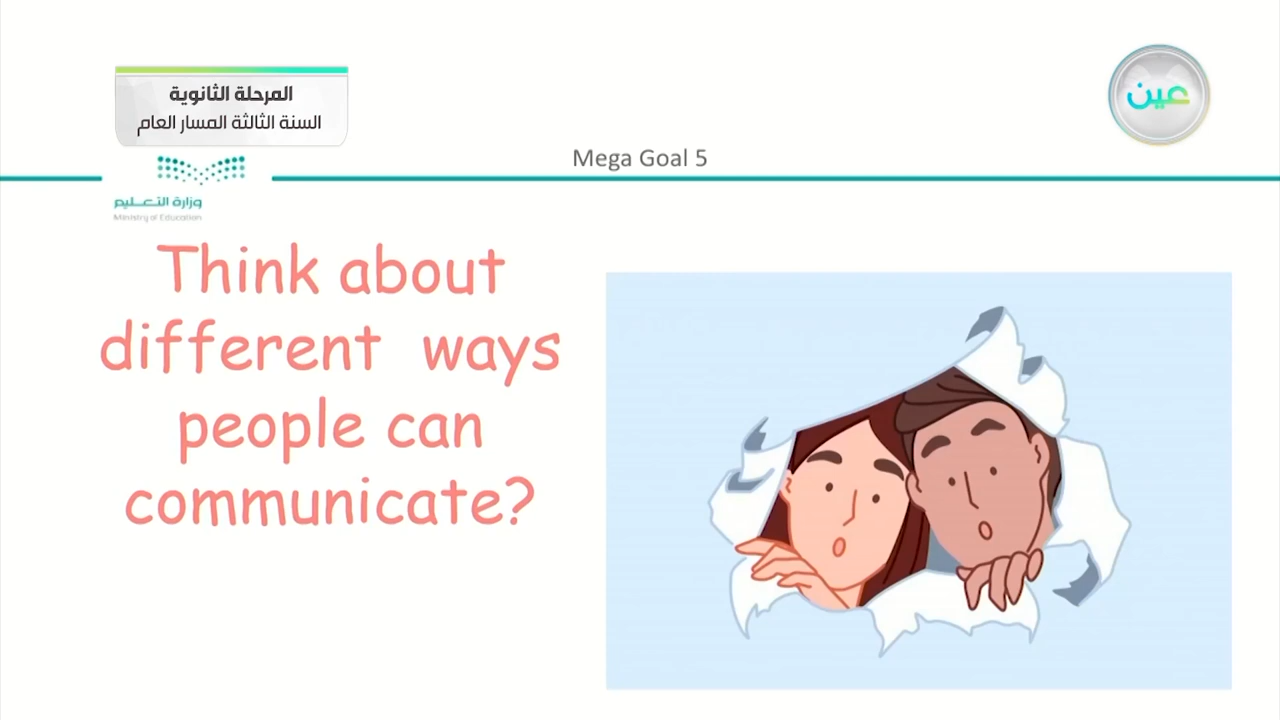 المرحلة الثانوية
السنة الثالثة المسار العام
عين
Mega Goal 5
وزارة التعليم
Ministry of Education
Think about
different ways
people can
communicate?